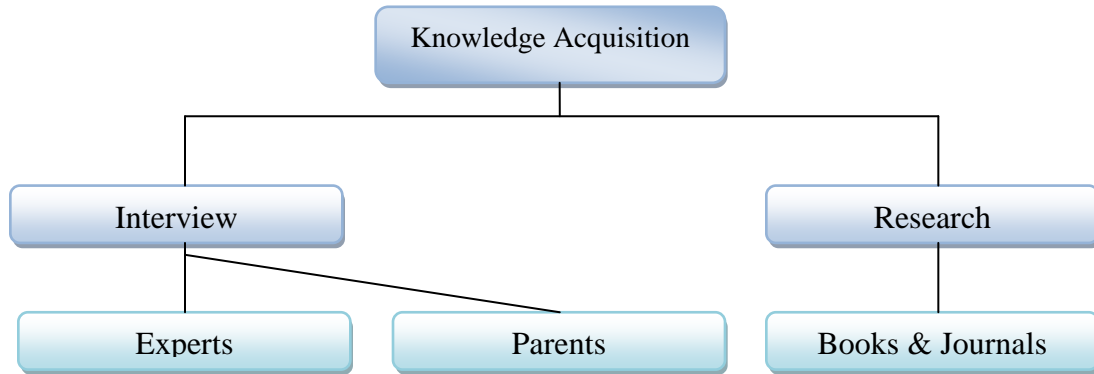 Knowledge Acquisition
Interview
Research
Experts
Parents
Books & Journals